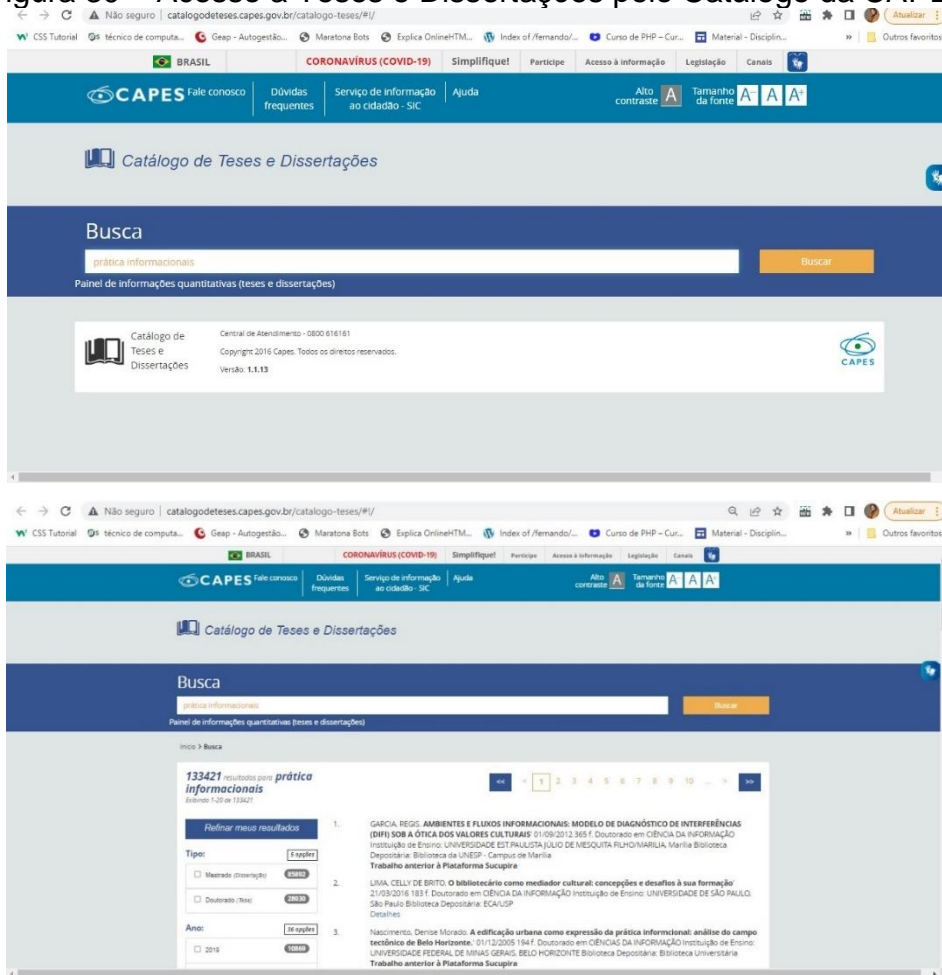 igura 80 – Acesso a Teses e Dissertações pelo Catálogo da CAPE
Não seguro | catalogodeteses.capes.gov.br/catalogo-teses/#!/ Atualizar
CSS Tutorial técnico de computa... Geap - Autogestão... Maratona Bots Explica OnlineHTM... Index of /fernando/... Curso de PHP – Cur... Material - Disciplin... » Outros favoritos
BRASIL CORONAVÍRUS (COVID-19) Simplifique! Participe Acesso à informação Legislação Canais
CAPES Fale conosco Dúvidas frequentes Serviço de informação ao cidadão - SIC Ajuda Alto contraste A Tamanho da fonte A- A A+
Catálogo de Teses e Dissertações
Busca
prática informacionais Buscar
Painel de informações quantitativas (teses e dissertações)
Catálogo de Teses e Dissertações
Central de Atendimento - 0800 616161
Copyright 2016 Capes. Todos os direitos reservados.
Versão: 1.1.13
CAPES
Não seguro | catalogodeteses.capes.gov.br/catalogo-teses/#!/ Atualizar
CSS Tutorial técnico de computa... Geap - Autogestão... Maratona Bots Explica OnlineHTM... Index of /fernando/... Curso de PHP – Cur... Material - Disciplin... » Outros favoritos
BRASIL CORONAVÍRUS (COVID-19) Simplifique! Participe Acesso à informação Legislação Canais
CAPES Fale conosco Dúvidas frequentes Serviço de informação ao cidadão - SIC Ajuda Alto contraste A Tamanho da fonte A- A A+
Catálogo de Teses e Dissertações
Busca
prática informacionais Buscar
Painel de informações quantitativas (teses e dissertações)
Início > Busca
133421 resultados para prática
informacionais
Exibindo 1-20 de 133421
<< < 1 2 3 4 5 6 7 8 9 10 ... > >>
Refinar meus resultados
Tipo: 5 opções
Mestrado (Dissertação) 85892
Doutorado (Tese) 28030
Ano: 36 opções
2019 10860
1. GARCIA, REGIS. AMBIENTES E FLUXOS INFORMACIONAIS: MODELO DE DIAGNÓSTICO DE INTERFERÊNCIAS
(DIFI) SOB A ÓTICA DOS VALORES CULTURAIS' 01/09/2012 365 f. Doutorado em CIÊNCIA DA INFORMAÇÃO
Instituição de Ensino: UNIVERSIDADE EST.PAULISTA JÚLIO DE MESQUITA FILHO/MARILIA, Marília Biblioteca
Depositária: Biblioteca da UNESP - Campus de Marília
Trabalho anterior à Plataforma Sucupira
2. LIMA, CELLY DE BRITO. O bibliotecário como mediador cultural: concepções e desafios à sua formação'
21/03/2016 183 f. Doutorado em CIÊNCIA DA INFORMAÇÃO Instituição de Ensino: UNIVERSIDADE DE SÃO PAULO,
São Paulo Biblioteca Depositária: ECA/USP
Detalhes
3. Nascimento, Denise Morado. A edificação urbana como expressão da prática informcional: análise do campo
tectônico de Belo Horizonte.' 01/12/2005 194 f. Doutorado em CIÊNCIAS DA INFORMAÇÃO Instituição de Ensino:
UNIVERSIDADE FEDERAL DE MINAS GERAIS, BELO HORIZONTE Biblioteca Depositária: Biblioteca Universitária
Trabalho anterior à Plataforma Sucupira